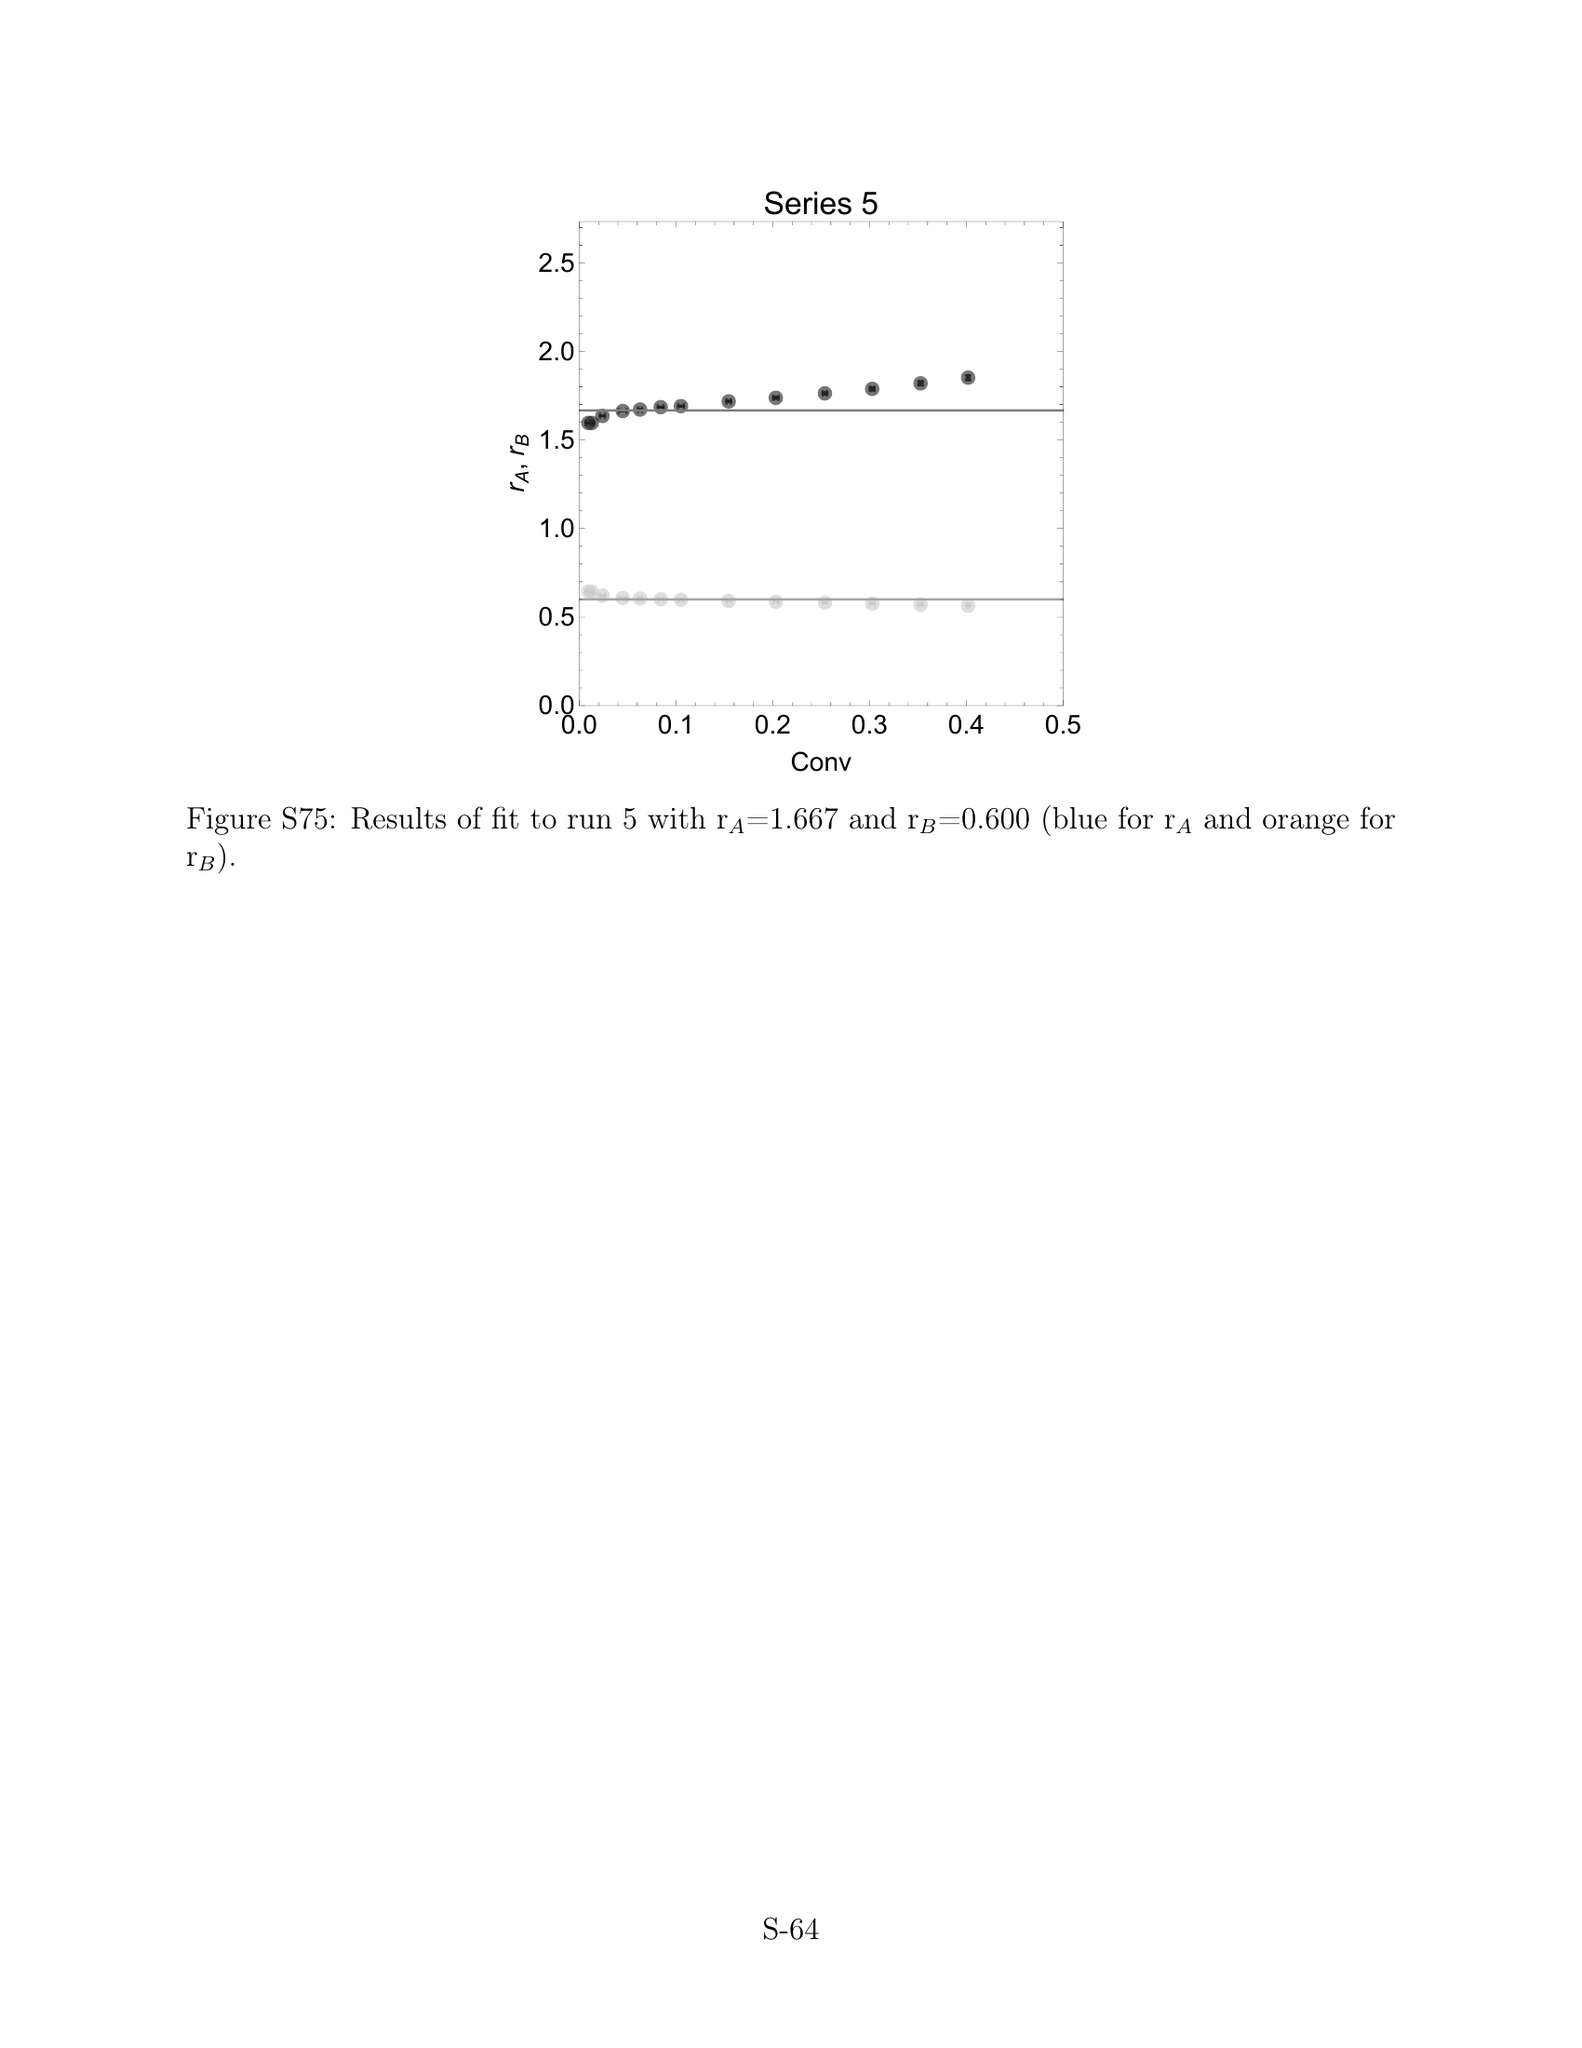 Series 5
2.5
2.0
1.5
1.0
0.5
0.0
r_A, r_B
0.0 0.1 0.2 0.3 0.4 0.5
Conv
Figure S75: Results of fit to run 5 with r_A=1.667 and r_B=0.600 (blue for r_A and orange for
r_B).
S-64